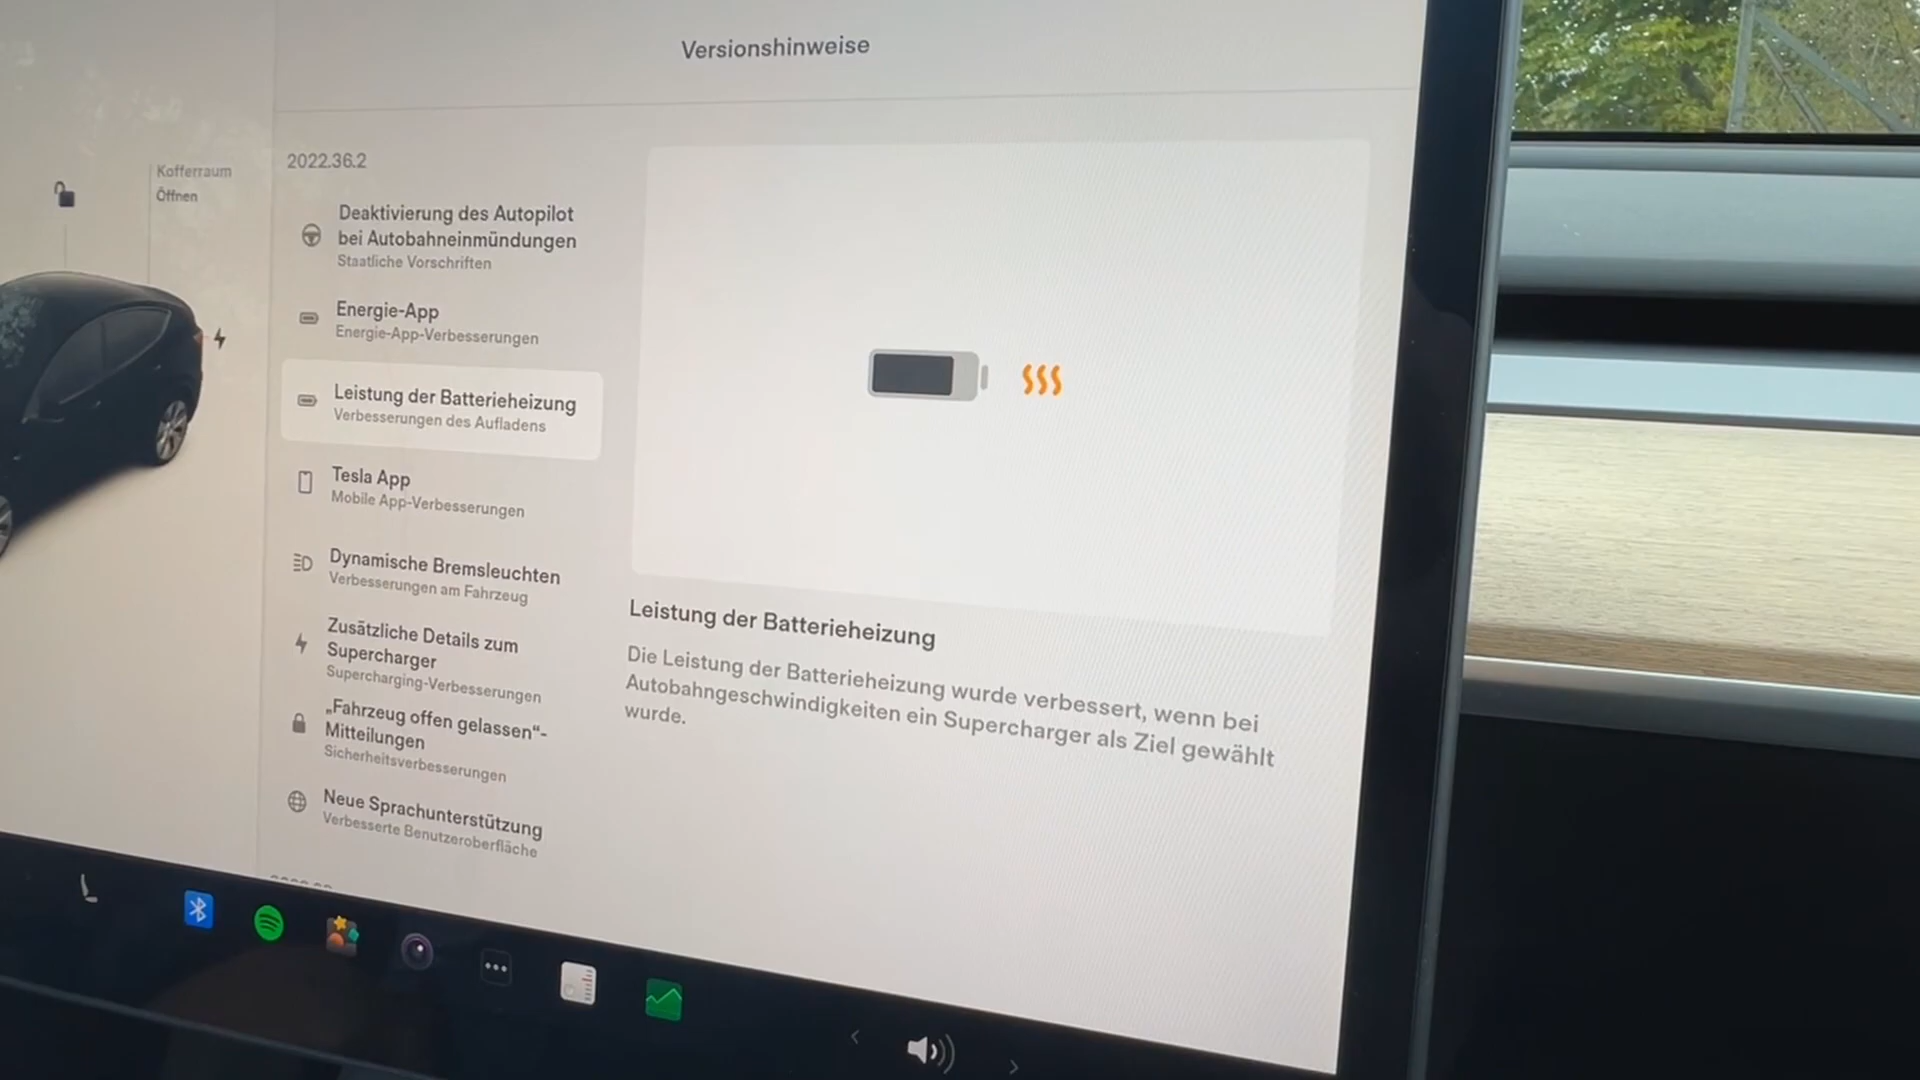 Versionshinweise
Kofferraum
Öffnen
2022.36.2
Deaktivierung des Autopilot
bei Autobahneinmündungen
Staatliche Vorschriften
Energie-App
Energie-App-Verbesserungen
Leistung der Batterieheizung
Verbesserungen des Aufladens
Tesla App
Mobile App-Verbesserungen
Dynamische Bremsleuchten
Verbesserungen am Fahrzeug
Zusätzliche Details zum
Supercharger
Supercharging-Verbesserungen
„Fahrzeug offen gelassen“-
Mitteilungen
Sicherheitsverbesserungen
Neue Sprachunterstützung
Verbesserte Benutzeroberfläche
Leistung der Batterieheizung
Die Leistung der Batterieheizung wurde verbessert, wenn bei
Autobahngeschwindigkeiten ein Supercharger als Ziel gewählt
wurde.